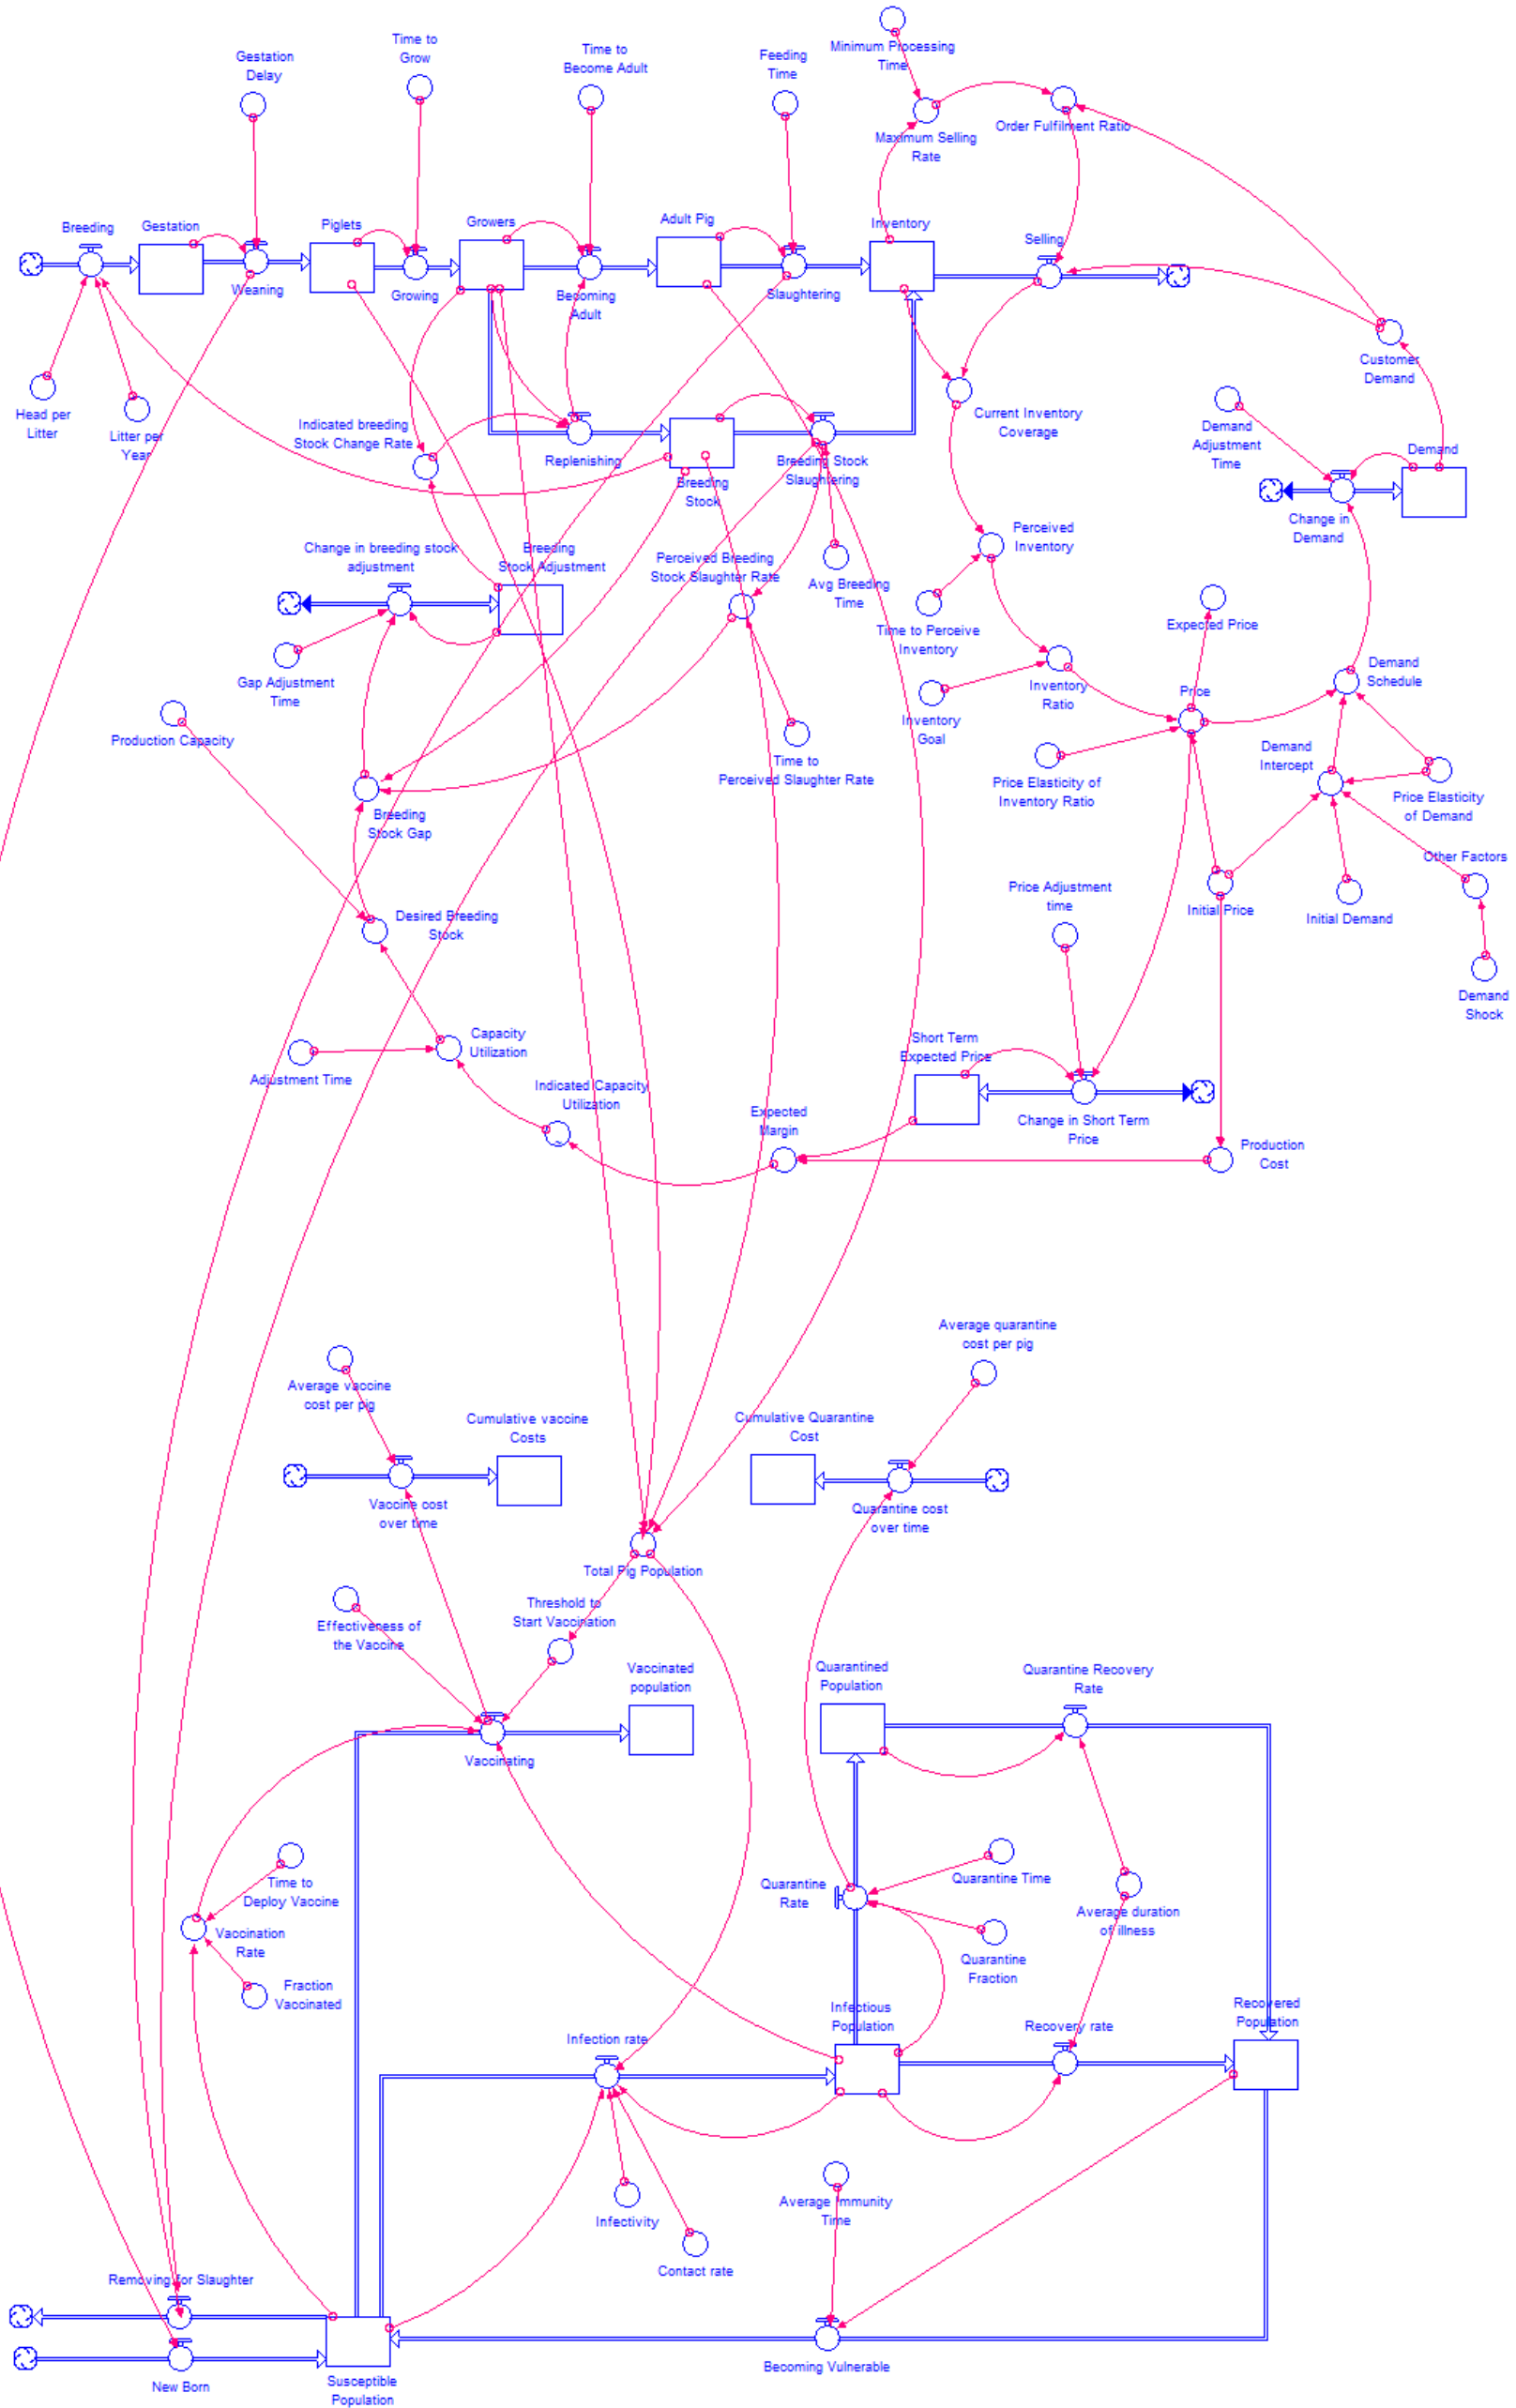 Minimum Processing
Time
Time to
Grow
Time to
Become Adult
Gestation
Delay
Feeding
Time
Maximum Selling
Rate
Order Fulfilment Ratio
Breeding
Gestation
Piglets
Growers
Adult Pig
Inventory
Selling
Weaning
Growing
Becoming
Adult
Slaughtering
Customer
Demand
Head per
Litter
Litter per
Year
Indicated breeding
Stock Change Rate
Replenishing
Breeding
Stock
Breeding Stock
Slaughtering
Current Inventory
Coverage
Demand
Adjustment
Time
Demand
Change in
Demand
Change in breeding stock
adjustment
Breeding
Stock Adjustment
Perceived Breeding
Stock Slaughter Rate
Avg Breeding
Time
Perceived
Inventory
Time to Perceive
Inventory
Expected Price
Gap Adjustment
Time
Inventory
Ratio
Demand
Schedule
Price
Inventory
Goal
Production Capacity
Time to
Perceived Slaughter Rate
Demand
Intercept
Price Elasticity of
Inventory Ratio
Price Elasticity
of Demand
Breeding
Stock Gap
Other Factors
Price Adjustment
time
Initial Price
Initial Demand
Desired Breeding
Stock
Demand
Shock
Capacity
Utilization
Short Term
Expected Price
Adjustment Time
Indicated Capacity
Utilization
Expected
Margin
Change in Short Term
Price
Production
Cost
Average quarantine
cost per pig
Average vaccine
cost per pig
Cumulative vaccine
Costs
Cumulative Quarantine
Cost
Vaccine cost
over time
Quarantine cost
over time
Total Pig Population
Threshold to
Start Vaccination
Effectiveness of
the Vaccine
Vaccinated
population
Quarantined
Population
Quarantine Recovery
Rate
Vaccinating
Time to
Deploy Vaccine
Quarantine
Rate
Quarantine Time
Average duration
of illness
Vaccination
Rate
Quarantine
Fraction
Fraction
Vaccinated
Infectious
Population
Recovered
Population
Infection rate
Recovery rate
Infectivity
Average Immunity
Time
Contact rate
Removing for Slaughter
New Born
Susceptible
Population
Becoming Vulnerable